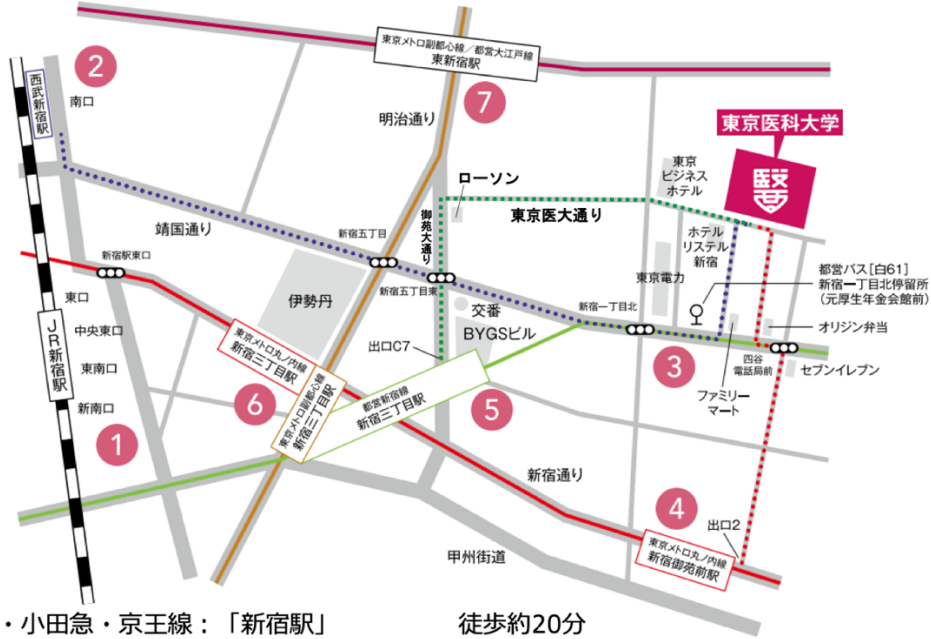 東京メトロ副都心線/都営大江戸線
東新宿駅
2
西武新宿駅
南口
7
明治通り
東京医科大学
醫
東京
ビジネス
ホテル
ローソン
東京医大通り
御苑大通り
靖国通り
新宿五丁目
ホテル
リステル
新宿
新宿駅東口
新宿五丁目東
東京電力
都営バス[白61]
新宿一丁目北停留所
(元厚生年金会館前)
東口
伊勢丹
交番
BYGSビル
新宿一丁目北
オリジン弁当
JR新宿駅
中央東口
出口C7
3
四谷
電話局前
セブンイレブン
東南口
東京メトロ丸ノ内線
新宿三丁目駅
ファミリー
マート
新南口
6
東京メトロ副都心線
新宿三丁目駅
都営新宿線
新宿三丁目駅
5
1
新宿通り
4
出口2
東京メトロ丸ノ内線
新宿御苑前駅
甲州街道
・小田急・京王線:「新宿駅」 徒歩約20分